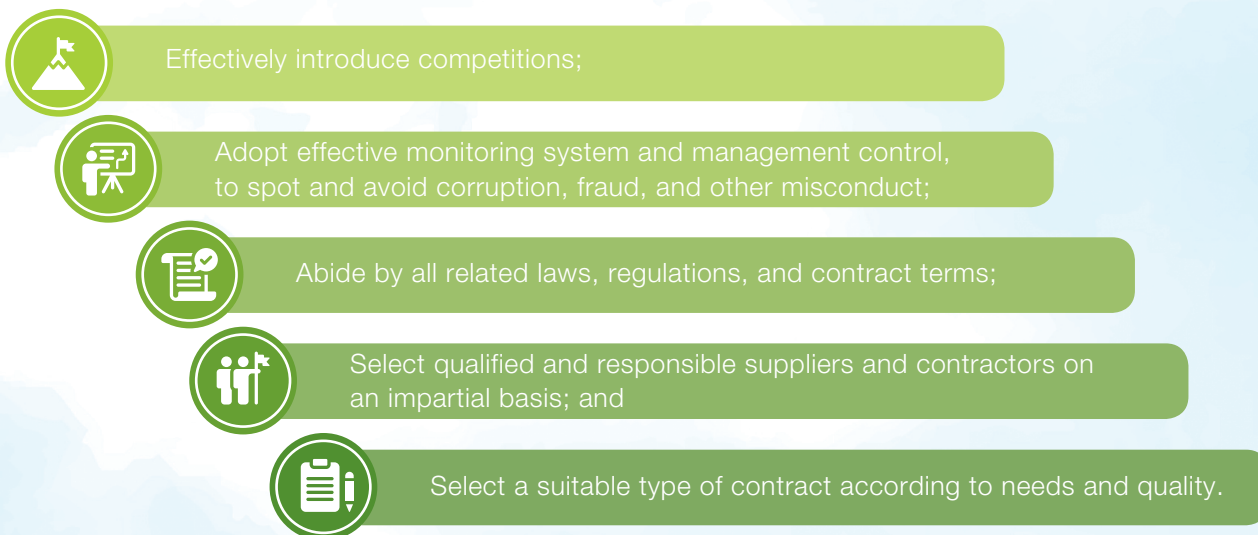 Effectively introduce competitions;
Adopt effective monitoring system and management control,
to spot and avoid corruption, fraud, and other misconduct;
Abide by all related laws, regulations, and contract terms;
Select qualified and responsible suppliers and contractors on
an impartial basis; and
Select a suitable type of contract according to needs and quality.